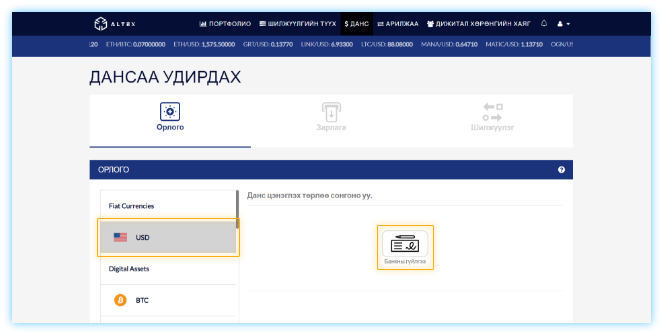 ALTBX ПОРТФОЛИО ШИЛЖҮҮЛГИЙН ТҮҮХ $ ДАНС АРИЛЖАА ДИЖИТАЛ ХӨРӨНГИЙН ХАЯГ
:20 ETH/BTC: 0.07000000 ETH/USD: 1,575.50000 GRT/USD: 0.13770 LINK/USD: 6.93300 LTC/USD: 88.08000 MANA/USD: 0.64710 MATIC/USD: 1.13710 OGN/U
ДАНСАА УДИРДАХ
Орлого Зарлага Шилжүүлэг
ОРЛОГО
Fiat Currencies
Данс цэнэглэх төрлөө сонгоно уу.
USD
Банкны гүйлгээ
Digital Assets
BTC